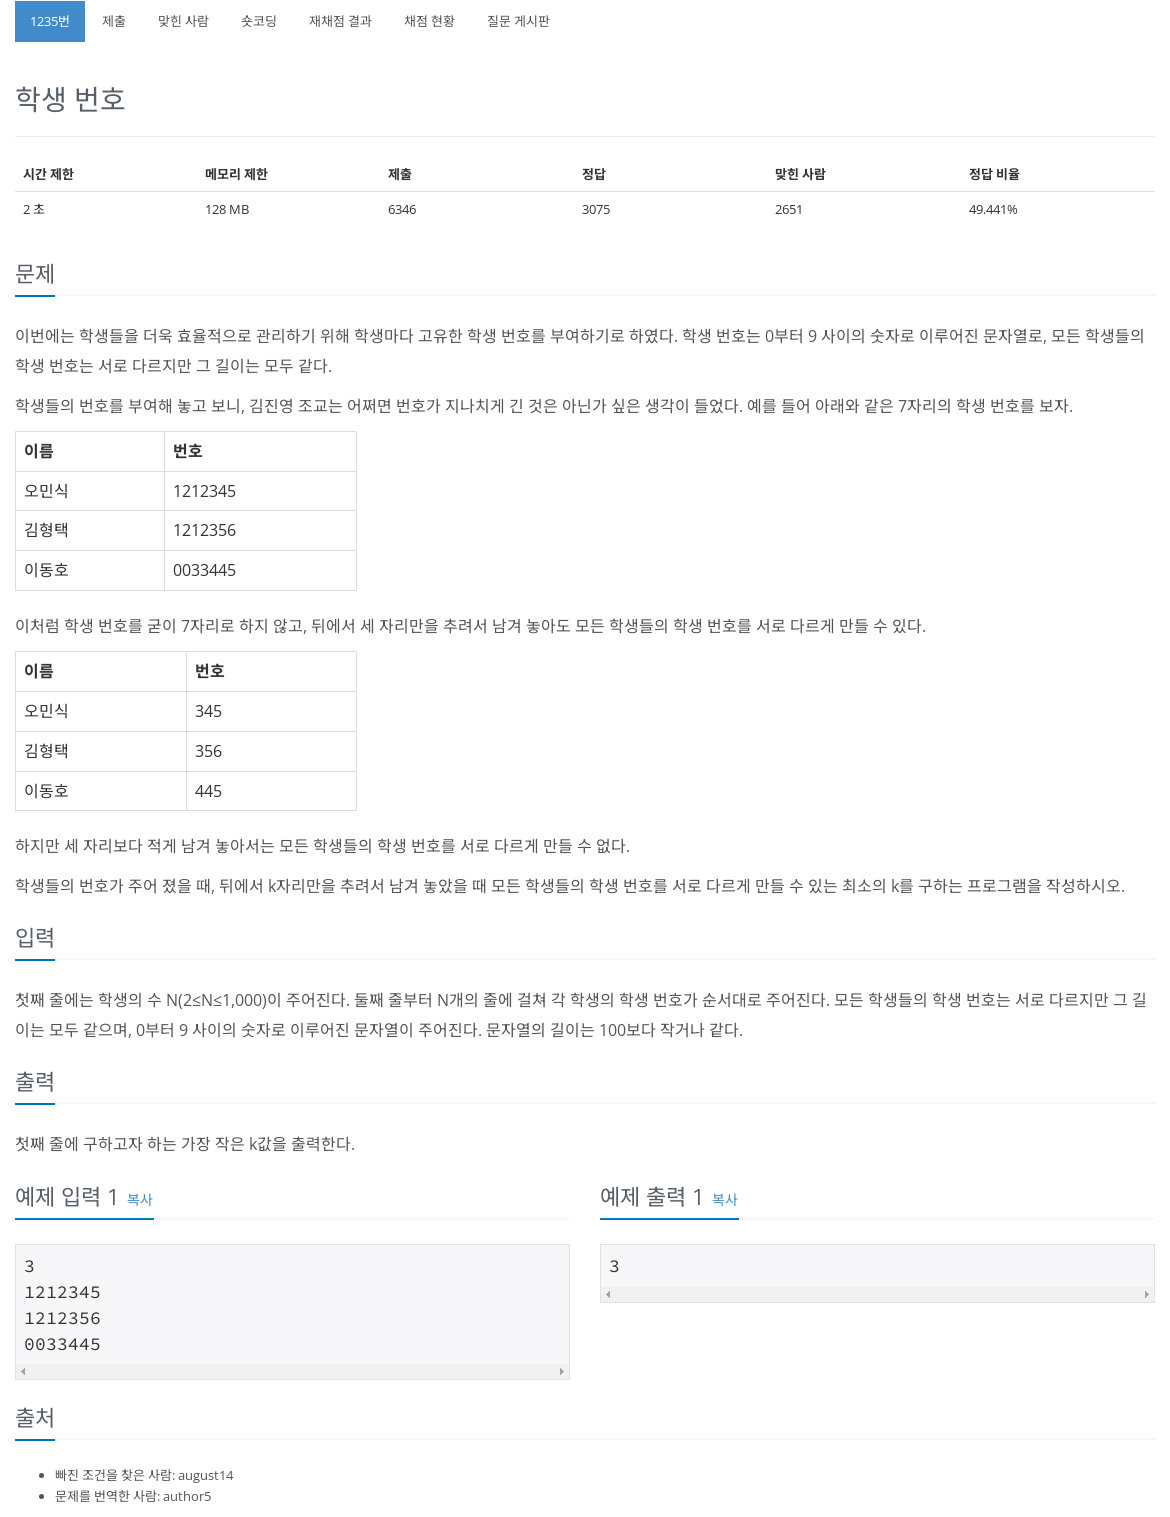 1235번 제출 맞힌 사람 숏코딩 재채점 결과 채점 현황 질문 게시판
학생 번호
시간 제한 메모리 제한 제출 정답 맞힌 사람 정답 비율
2 초 128 MB 6346 3075 2651 49.441%
문제
이번에는 학생들을 더욱 효율적으로 관리하기 위해 학생마다 고유한 학생 번호를 부여하기로 하였다. 학생 번호는 0부터 9 사이의 숫자로 이루어진 문자열로, 모든 학생들의
학생 번호는 서로 다르지만 그 길이는 모두 같다.
학생들의 번호를 부여해 놓고 보니, 김진영 조교는 어쩌면 번호가 지나치게 긴 것은 아닌가 싶은 생각이 들었다. 예를 들어 아래와 같은 7자리의 학생 번호를 보자.
이름 번호
오민식 1212345
김형택 1212356
이동호 0033445
이처럼 학생 번호를 굳이 7자리로 하지 않고, 뒤에서 세 자리만을 추려서 남겨 놓아도 모든 학생들의 학생 번호를 서로 다르게 만들 수 있다.
이름 번호
오민식 345
김형택 356
이동호 445
하지만 세 자리보다 적게 남겨 놓아서는 모든 학생들의 학생 번호를 서로 다르게 만들 수 없다.
학생들의 번호가 주어 졌을 때, 뒤에서 k자리만을 추려서 남겨 놓았을 때 모든 학생들의 학생 번호를 서로 다르게 만들 수 있는 최소의 k를 구하는 프로그램을 작성하시오.
입력
첫째 줄에는 학생의 수 N(2≤N≤1,000)이 주어진다. 둘째 줄부터 N개의 줄에 걸쳐 각 학생의 학생 번호가 순서대로 주어진다. 모든 학생들의 학생 번호는 서로 다르지만 그 길
이는 모두 같으며, 0부터 9 사이의 숫자로 이루어진 문자열이 주어진다. 문자열의 길이는 100보다 작거나 같다.
출력
첫째 줄에 구하고자 하는 가장 작은 k값을 출력한다.
예제 입력 1 복사
3
1212345
1212356
0033445
예제 출력 1 복사
3
출처
빠진 조건을 찾은 사람: august14
문제를 번역한 사람: author5